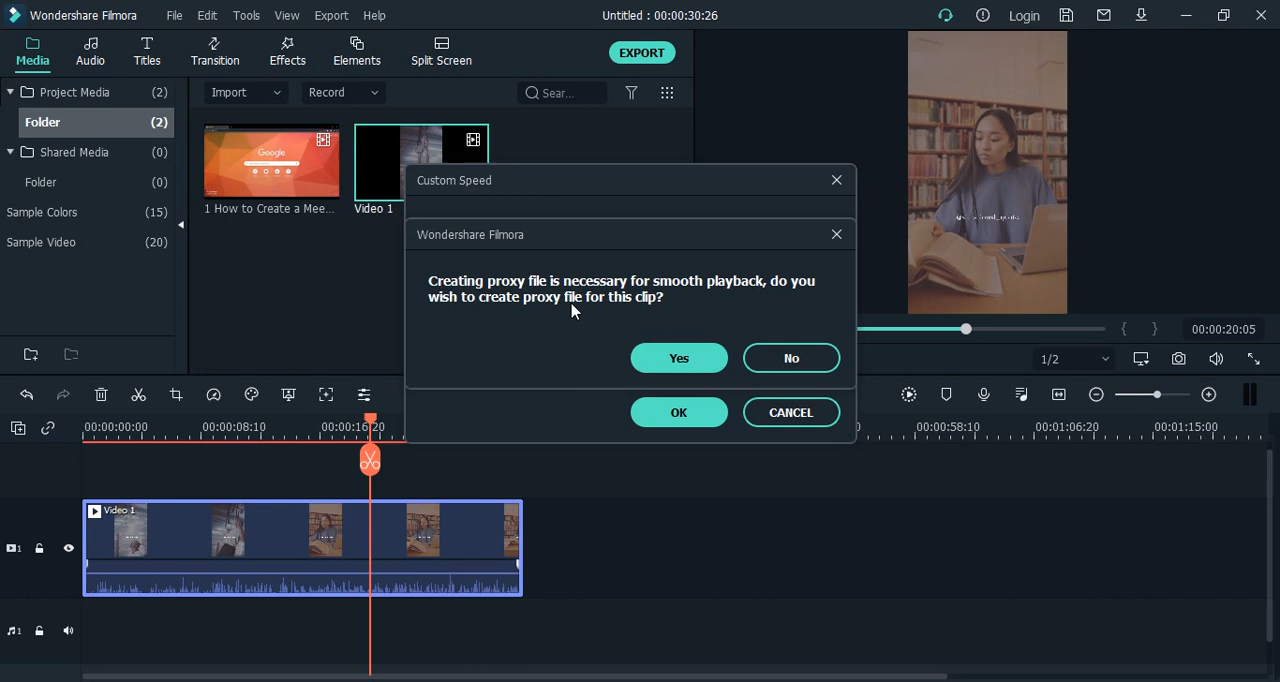 Wondershare Filmora
File Edit Tools View Export Help
Untitled : 00:00:30:26
Login
Media Audio Titles Transition Effects Elements Split Screen
EXPORT
Project Media (2)
Folder (2)
Shared Media (0)
Folder (0)
Sample Colors (15)
Sample Video (20)
Import
Record
Sear...
Google
1 How to Create a Mee...
Video 1
Custom Speed
Wondershare Filmora
Creating proxy file is necessary for smooth playback, do you
wish to create proxy file for this clip?
Yes
No
OK
CANCEL
{ }
00:00:20:05
1/2
00:00:00:00
00:00:08:10
00:00:16:20
00:00:58:10
00:01:06:20
00:01:15:00
Video 1
1
1